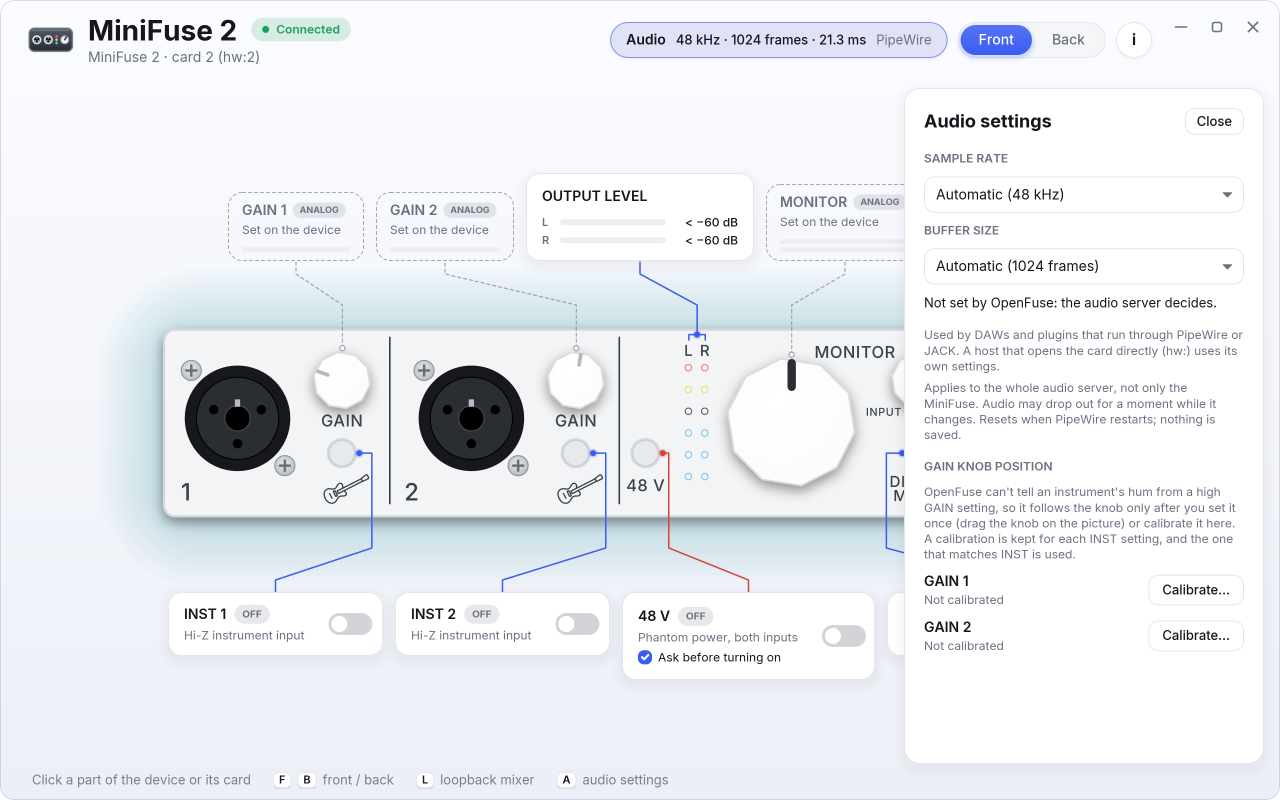 MiniFuse 2
Connected
MiniFuse 2 · card 2 (hw:2)
Audio 48 kHz · 1024 frames · 21.3 ms PipeWire
Front
Back
i
GAIN 1 ANALOG
Set on the device
GAIN 2 ANALOG
Set on the device
OUTPUT LEVEL
L < −60 dB
R < −60 dB
MONITOR ANALOG
Set on the device
GAIN
1
GAIN
2
48 V
L R
MONITOR
INPUT
INST 1 OFF
Hi-Z instrument input
INST 2 OFF
Hi-Z instrument input
48 V OFF
Phantom power, both inputs
Ask before turning on
Audio settings
Close
SAMPLE RATE
Automatic (48 kHz)
BUFFER SIZE
Automatic (1024 frames)
Not set by OpenFuse: the audio server decides.
Used by DAWs and plugins that run through PipeWire or
JACK. A host that opens the card directly (hw:) uses its
own settings.
Applies to the whole audio server, not only the
MiniFuse. Audio may drop out for a moment while it
changes. Resets when PipeWire restarts; nothing is
saved.
GAIN KNOB POSITION
OpenFuse can't tell an instrument's hum from a high
GAIN setting, so it follows the knob only after you set it
once (drag the knob on the picture) or calibrate it here.
A calibration is kept for each INST setting, and the one
that matches INST is used.
GAIN 1
Not calibrated
Calibrate...
GAIN 2
Not calibrated
Calibrate...
Click a part of the device or its card
F B front / back
L loopback mixer
A audio settings